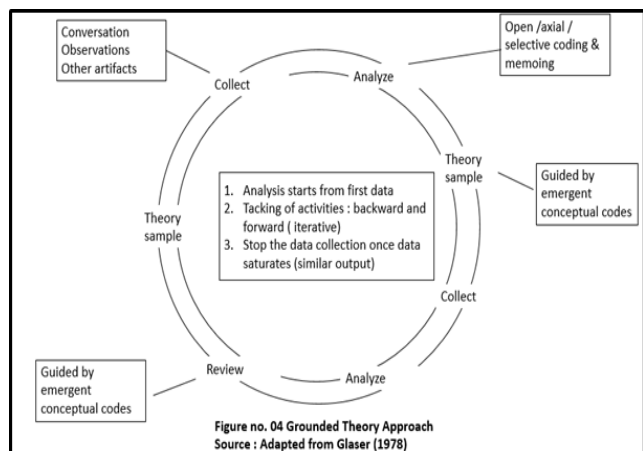 Conversation
Observations
Other artifacts
Open /axial /
selective coding &
memoing
Collect
Analyze
Theory
sample
Guided by
emergent
conceptual codes
1. Analysis starts from first data
2. Tacking of activities : backward and
forward ( iterative)
3. Stop the data collection once data
saturates (similar output)
Theory
sample
Collect
Review
Analyze
Guided by
emergent
conceptual codes
Figure no. 04 Grounded Theory Approach
Source : Adapted from Glaser (1978)